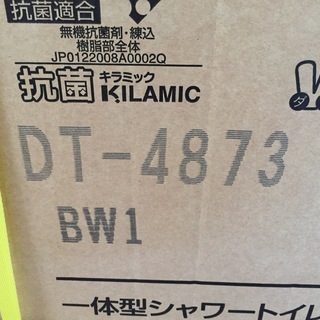 抗菌適合
無機抗菌剤・練込
樹脂部全体
JP0122008A0002Q
抗菌 キラミック KILAMIC
DT-4873
BW1
一体型シャワートイレ